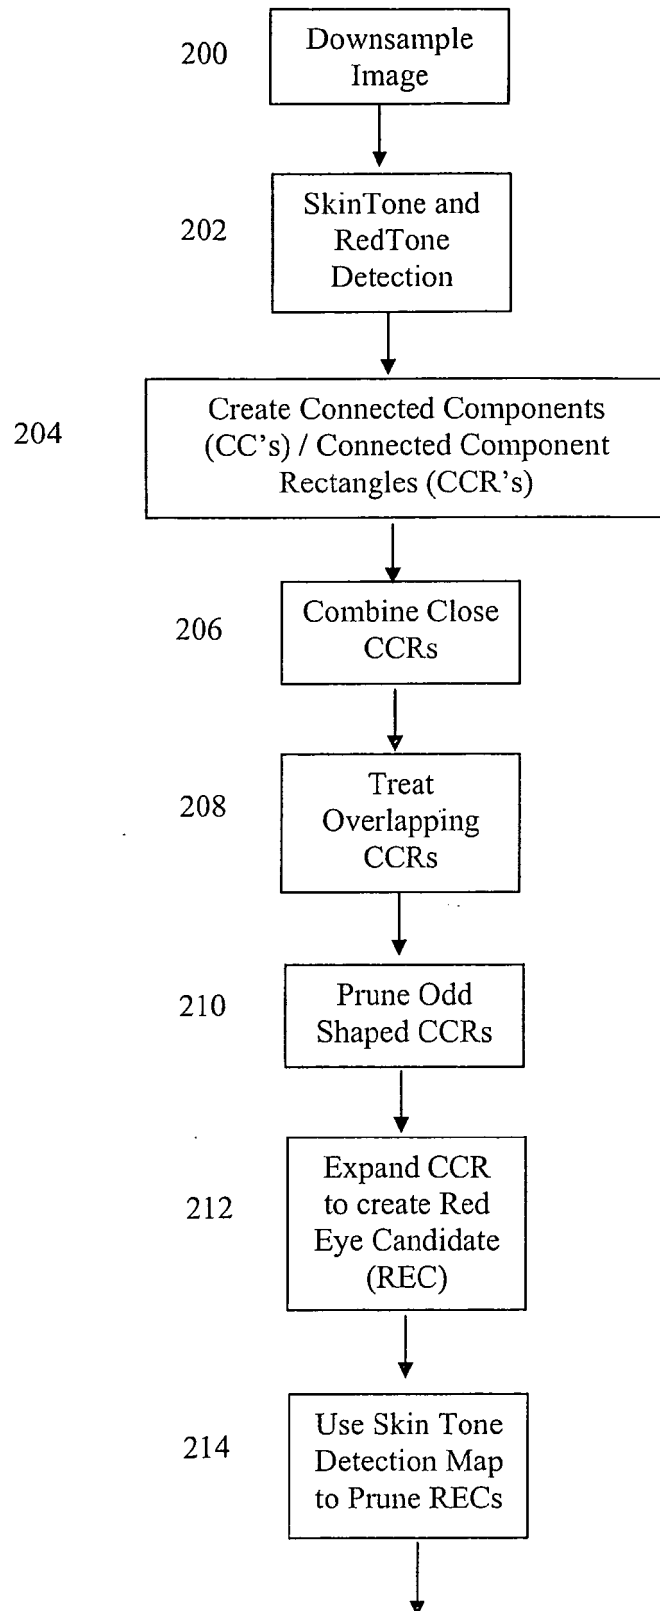 200
Downsample
Image
202
SkinTone and
RedTone
Detection
204
Create Connected Components
(CC's) / Connected Component
Rectangles (CCR's)
206
Combine Close
CCRs
208
Treat
Overlapping
CCRs
210
Prune Odd
Shaped CCRs
212
Expand CCR
to create Red
Eye Candidate
(REC)
214
Use Skin Tone
Detection Map
to Prune RECs